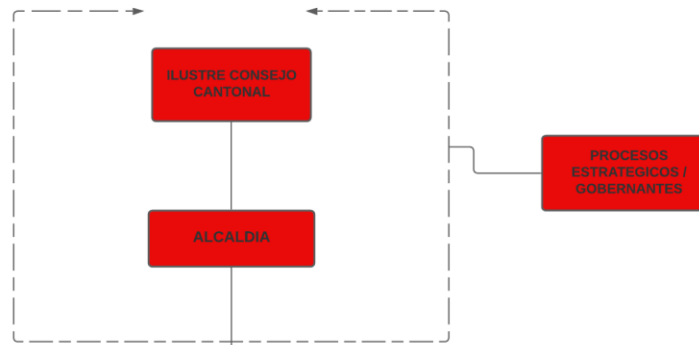 ILUSTRE CONSEJO
CANTONAL
PROCESOS
ESTRATEGICOS /
GOBERNANTES
ALCALDIA